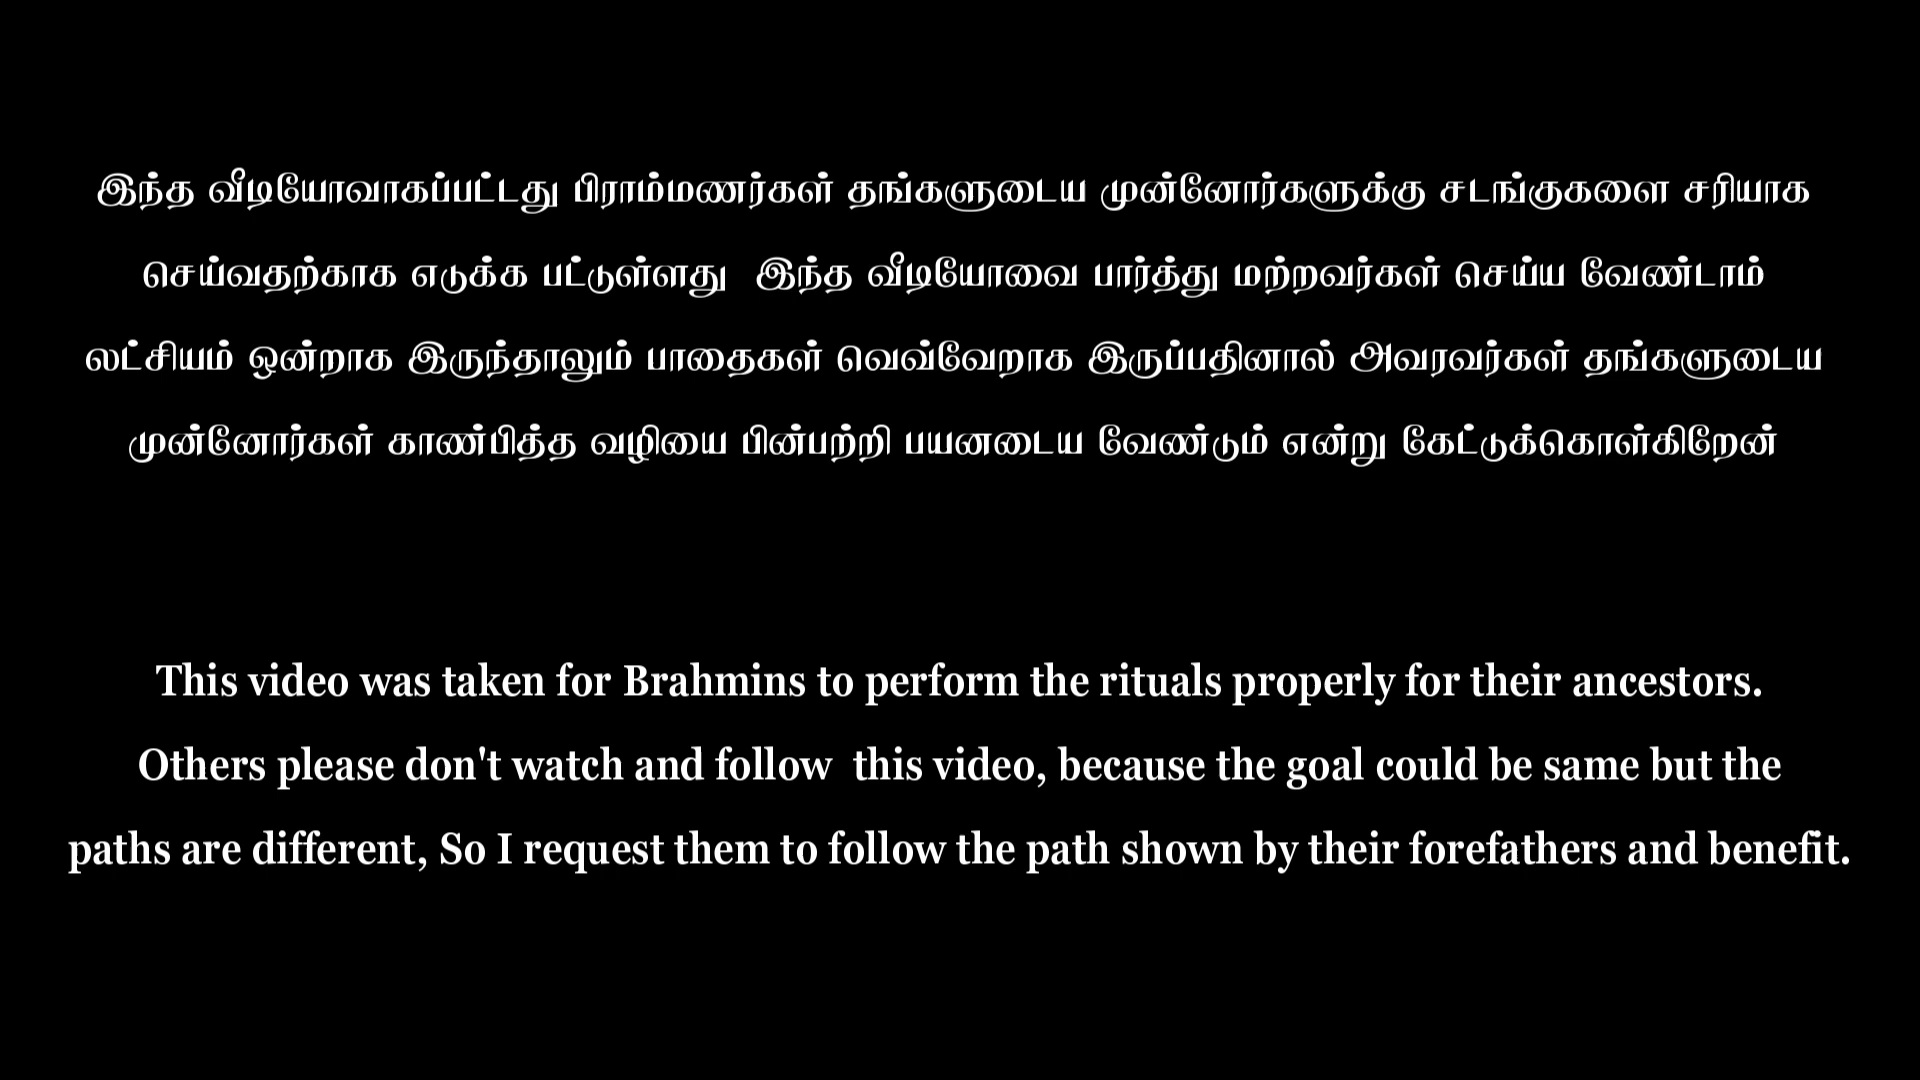 இந்த வீடியோவாகப்பட்டது பிராம்மணர்கள் தங்களுடைய முன்னோர்களுக்கு சடங்குகளை சரியாக
செய்வதற்காக எடுக்க பட்டுள்ளது  இந்த வீடியோவை பார்த்து மற்றவர்கள் செய்ய வேண்டாம்
லட்சியம் ஒன்றாக இருந்தாலும் பாதைகள் வெவ்வேறாக இருப்பதினால் அவரவர்கள் தங்களுடைய
முன்னோர்கள் காண்பித்த வழியை பின்பற்றி பயனடைய வேண்டும் என்று கேட்டுக்கொள்கிறேன்
This video was taken for Brahmins to perform the rituals properly for their ancestors.
Others please don't watch and follow  this video, because the goal could be same but the
paths are different, So I request them to follow the path shown by their forefathers and benefit.